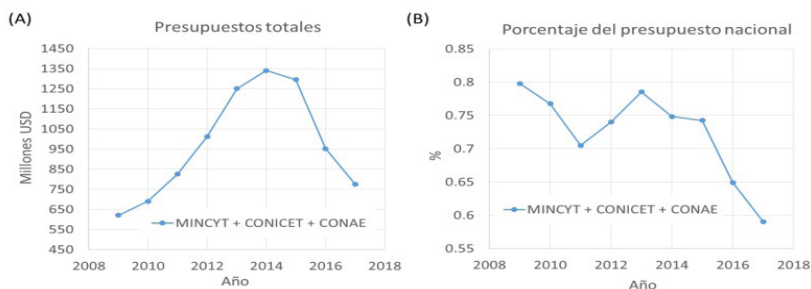 (A)
Presupuestos totales
Millones USD
1450
1350
1250
1150
1050
950
850
750
650
550
450
MINCYT + CONICET + CONAE
2008 2010 2012 2014 2016 2018
Año
(B)
Porcentaje del presupuesto nacional
%
0.85
0.8
0.75
0.7
0.65
0.6
0.55
MINCYT + CONICET + CONAE
2008 2010 2012 2014 2016 2018
Año